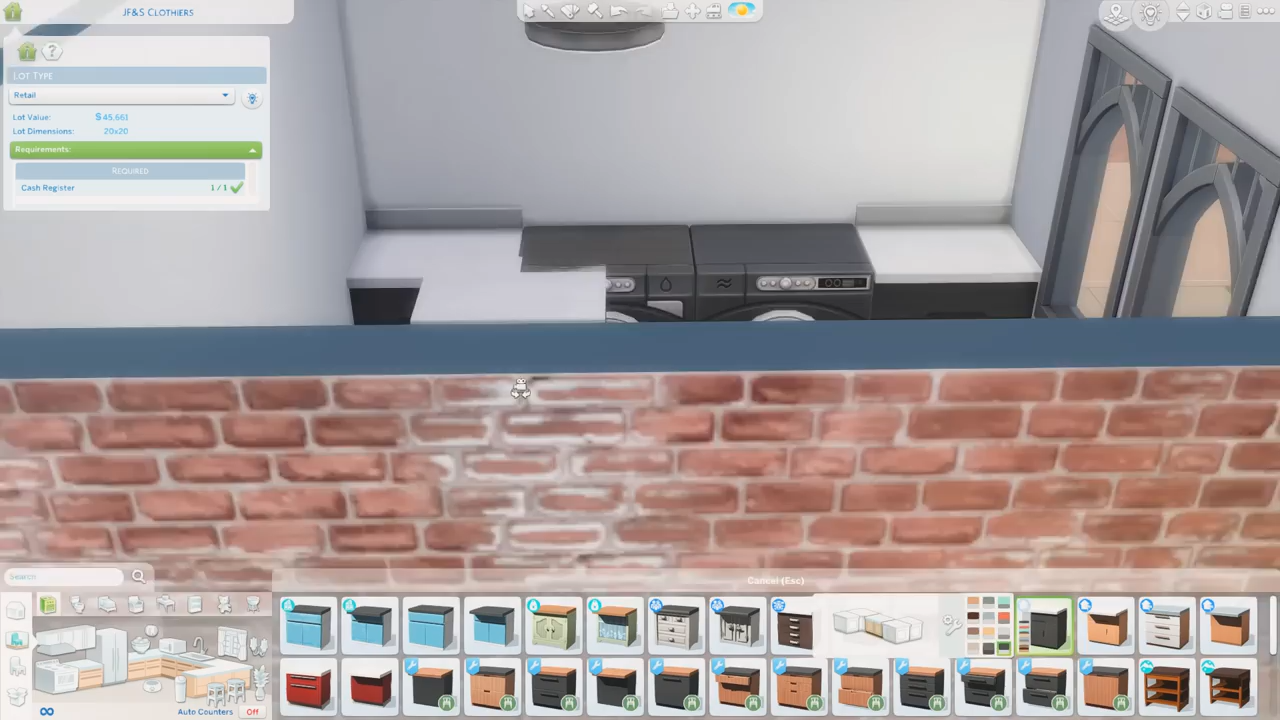 JF&S Clothiers
Lot Type
Retail
Lot Value: $45,661
Lot Dimensions: 20x20
Requirements:
Required
Cash Register 1/1
Cancel (Esc)
Search
Auto Counters Off